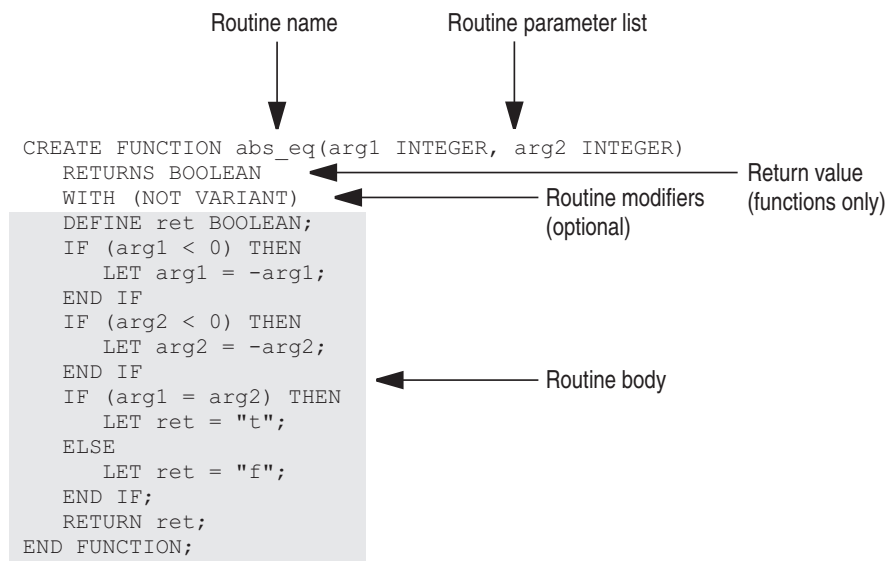 Routine name
Routine parameter list
CREATE FUNCTION abs_eq(arg1 INTEGER, arg2 INTEGER)
RETURNS BOOLEAN
Return value
(functions only)
WITH (NOT VARIANT)
Routine modifiers
(optional)
DEFINE ret BOOLEAN;
IF (arg1 < 0) THEN
LET arg1 = -arg1;
END IF
IF (arg2 < 0) THEN
LET arg2 = -arg2;
END IF
Routine body
IF (arg1 = arg2) THEN
LET ret = "t";
ELSE
LET ret = "f";
END IF;
RETURN ret;
END FUNCTION;